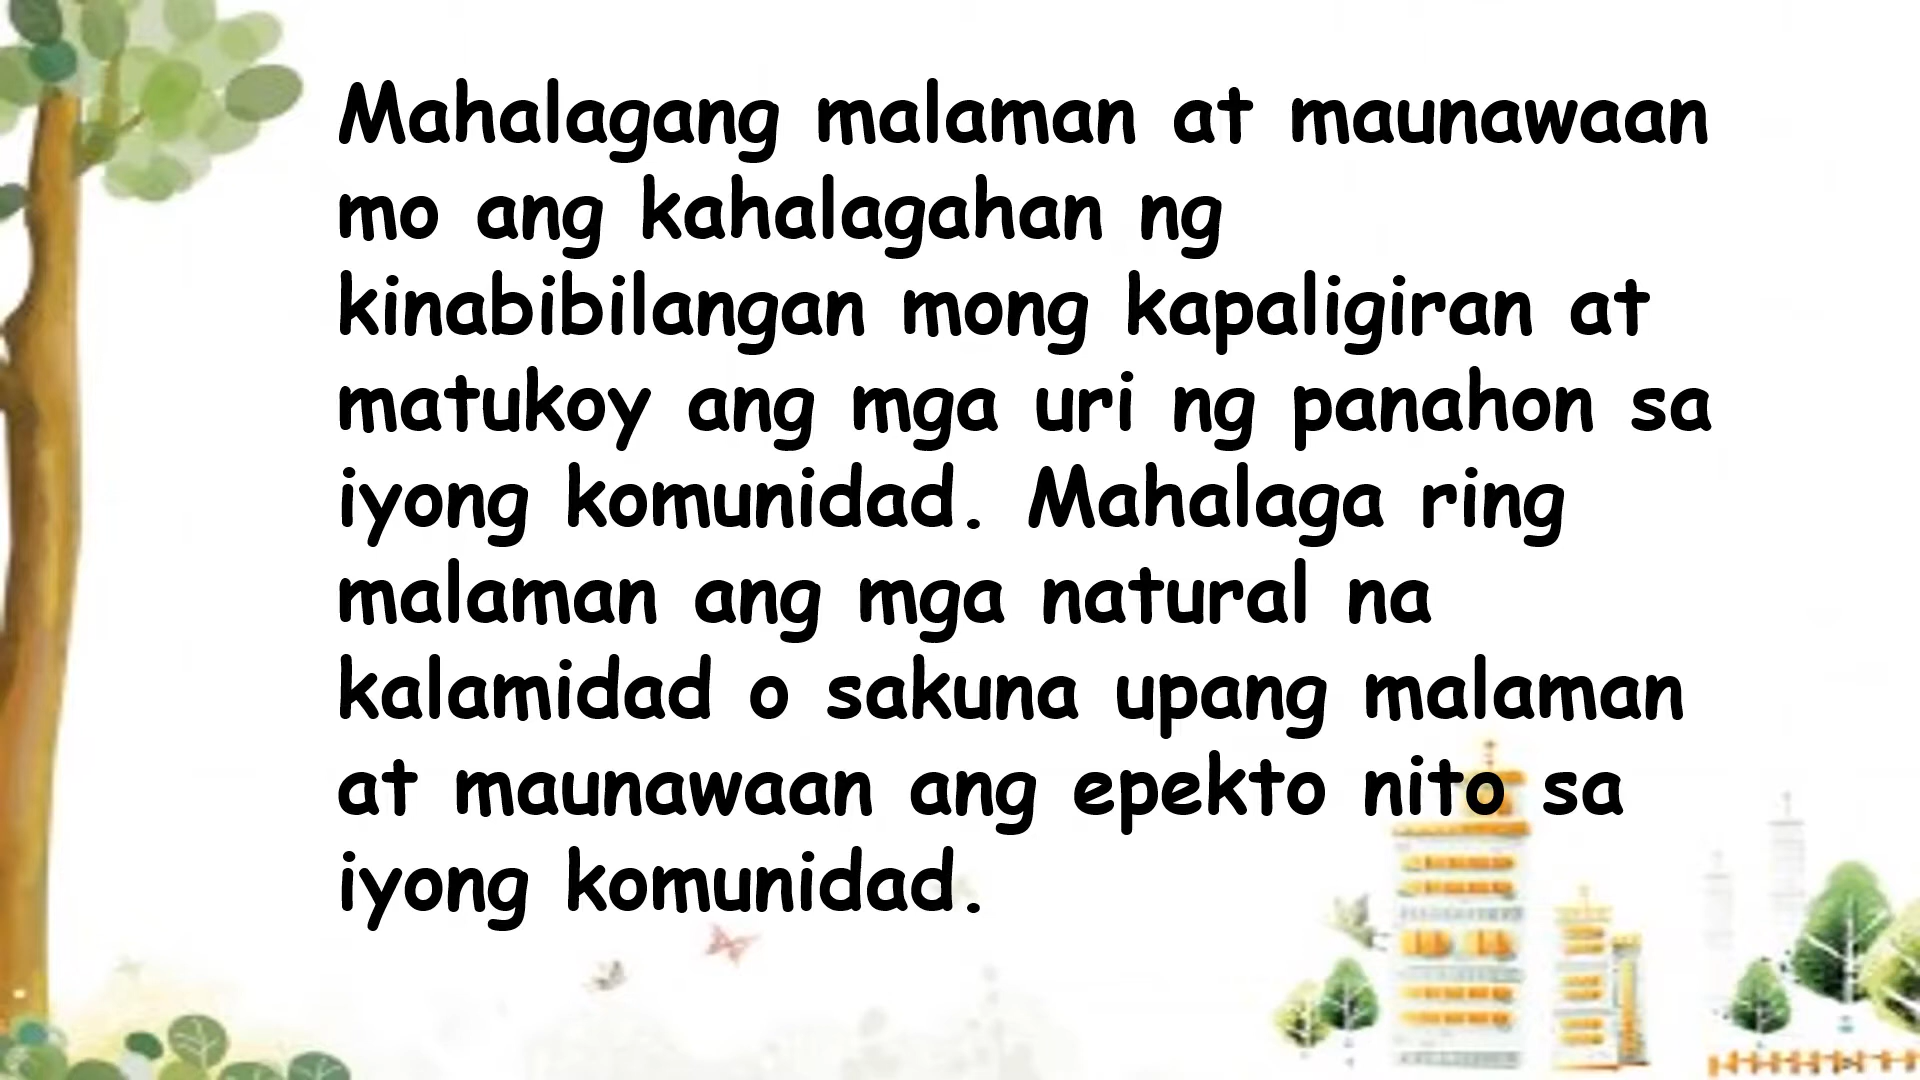 Mahalagang malaman at maunawaan
mo ang kahalagahan ng
kinabibilangan mong kapaligiran at
matukoy ang mga uri ng panahon sa
iyong komunidad. Mahalaga ring
malaman ang mga natural na
kalamidad o sakuna upang malaman
at maunawaan ang epekto nito sa
iyong komunidad.